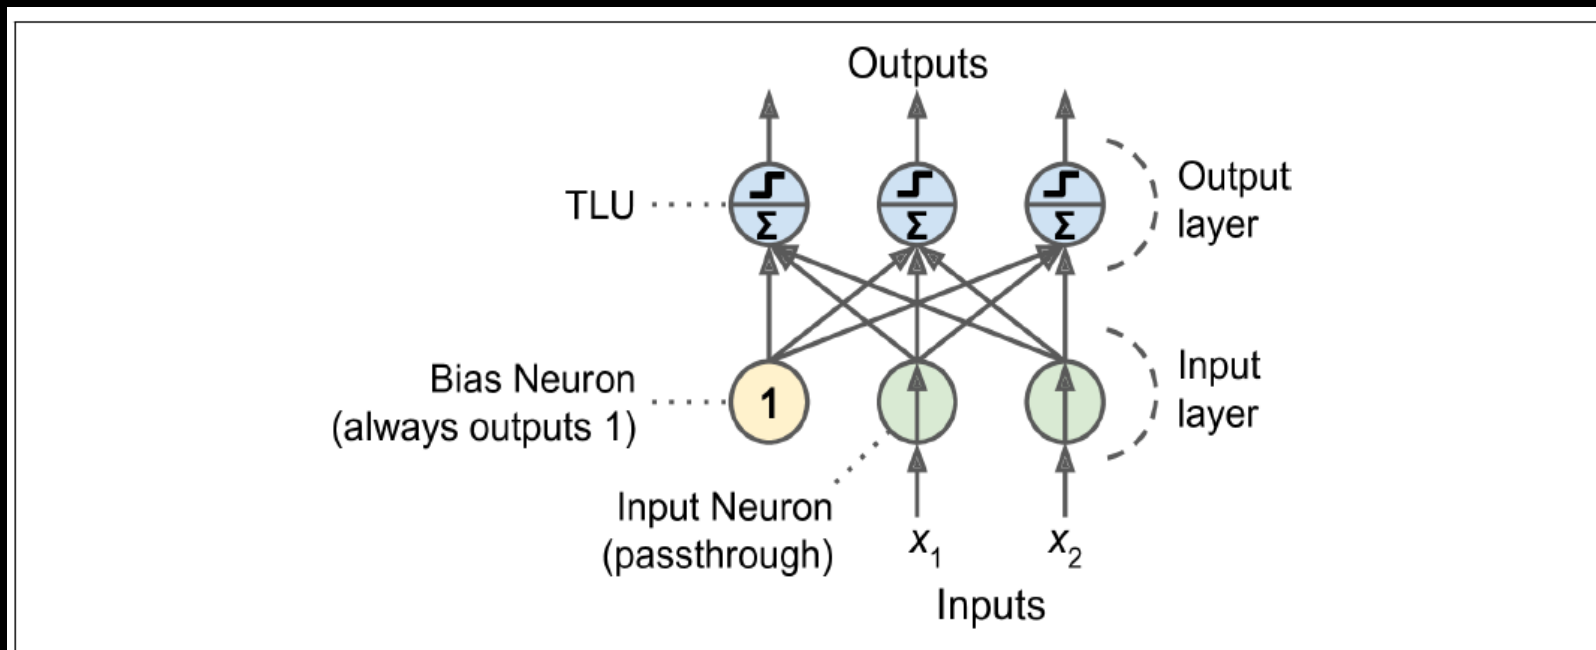 Outputs
TLU
Σ
Σ
Σ
Output
layer
Bias Neuron
(always outputs 1)
1
Input
layer
Input Neuron
(passthrough)
x₁
x₂
Inputs